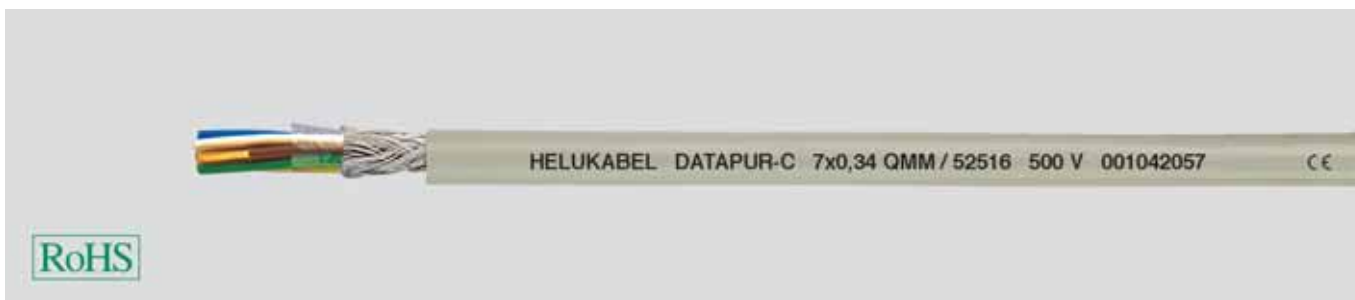 HELUKABEL DATAPUR-C 7x0,34 QMM / 52516 500 V 001042057 CE
RoHS